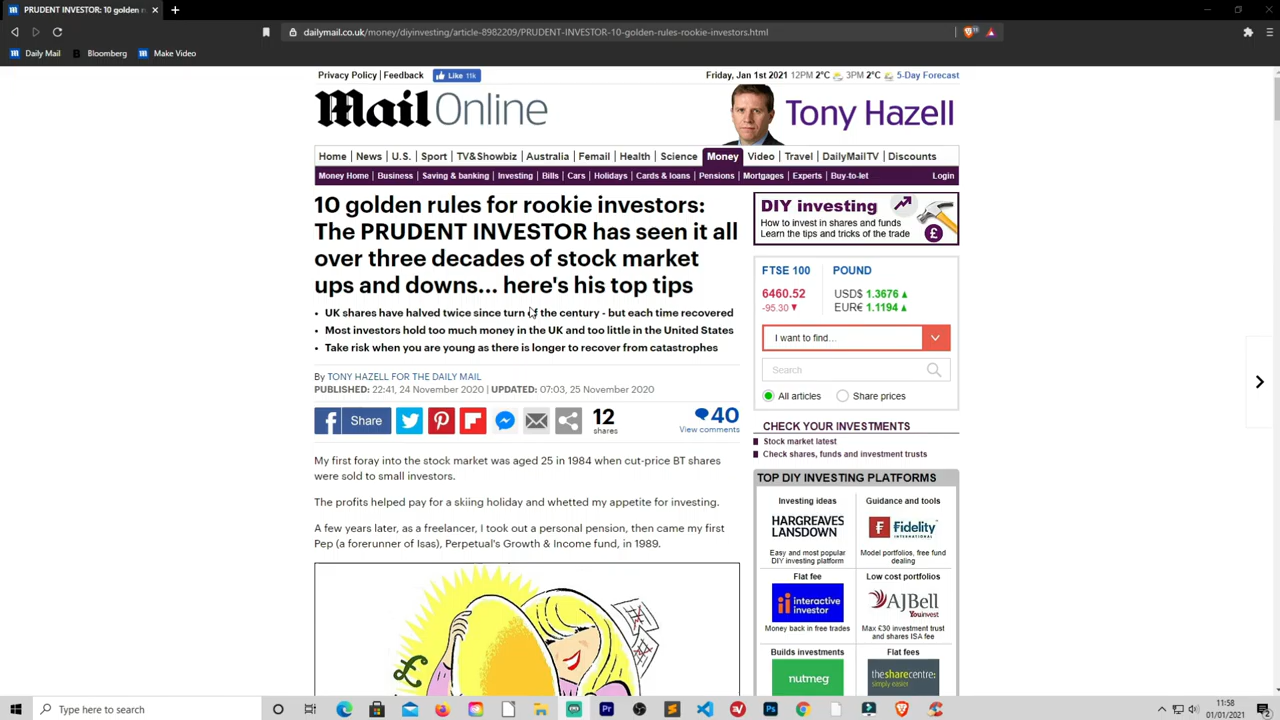 PRUDENT INVESTOR: 10 golden r
dailymail.co.uk/money/diyinvesting/article-8982209/PRUDENT-INVESTOR-10-golden-rules-rookie-investors.html
Daily Mail
Bloomberg
Make Video
Privacy Policy | Feedback
Like 11k
Friday, Jan 1st 2021 12PM 2°C 3PM 2°C 5-Day Forecast
Mail Online
Tony Hazell
Home | News | U.S. | Sport | TV&Showbiz | Australia | Femail | Health | Science | Money | Video | Travel | DailyMailTV | Discounts
Money Home | Business | Saving & banking | Investing | Bills | Cars | Holidays | Cards & loans | Pensions | Mortgages | Experts | Buy-to-let
Login
10 golden rules for rookie investors:
The PRUDENT INVESTOR has seen it all
over three decades of stock market
ups and downs... here's his top tips
• UK shares have halved twice since turn of the century - but each time recovered
• Most investors hold too much money in the UK and too little in the United States
• Take risk when you are young as there is longer to recover from catastrophes
By TONY HAZELL FOR THE DAILY MAIL
PUBLISHED: 22:41, 24 November 2020 | UPDATED: 07:03, 25 November 2020
Share
12
shares
40
View comments
My first foray into the stock market was aged 25 in 1984 when cut-price BT shares
were sold to small investors.
The profits helped pay for a skiing holiday and whetted my appetite for investing.
A few years later, as a freelancer, I took out a personal pension, then came my first
Pep (a forerunner of Isas), Perpetual's Growth & Income fund, in 1989.
£
DIY investing
How to invest in shares and funds
Learn the tips and tricks of the trade
£
FTSE 100
POUND
6460.52
USD$ 1.3676
-95.30
EUR€ 1.1194
I want to find...
Search
All articles
Share prices
CHECK YOUR INVESTMENTS
Stock market latest
Check shares, funds and investment trusts
TOP DIY INVESTING PLATFORMS
Investing ideas
Guidance and tools
HARGREAVES
LANSDOWN
Fidelity
INTERNATIONAL
Easy and most popular
DIY investing platform
Model portfolios, free fund
dealing
Flat fee
Low cost portfolios
interactive
investor
AJBell
Youinvest
Money back in free trades
Max £30 investment trust
and shares ISA fee
Builds investments
Flat fees
nutmeg
thesharecentre:
simply easier
Type here to search
11:58
01/01/2021